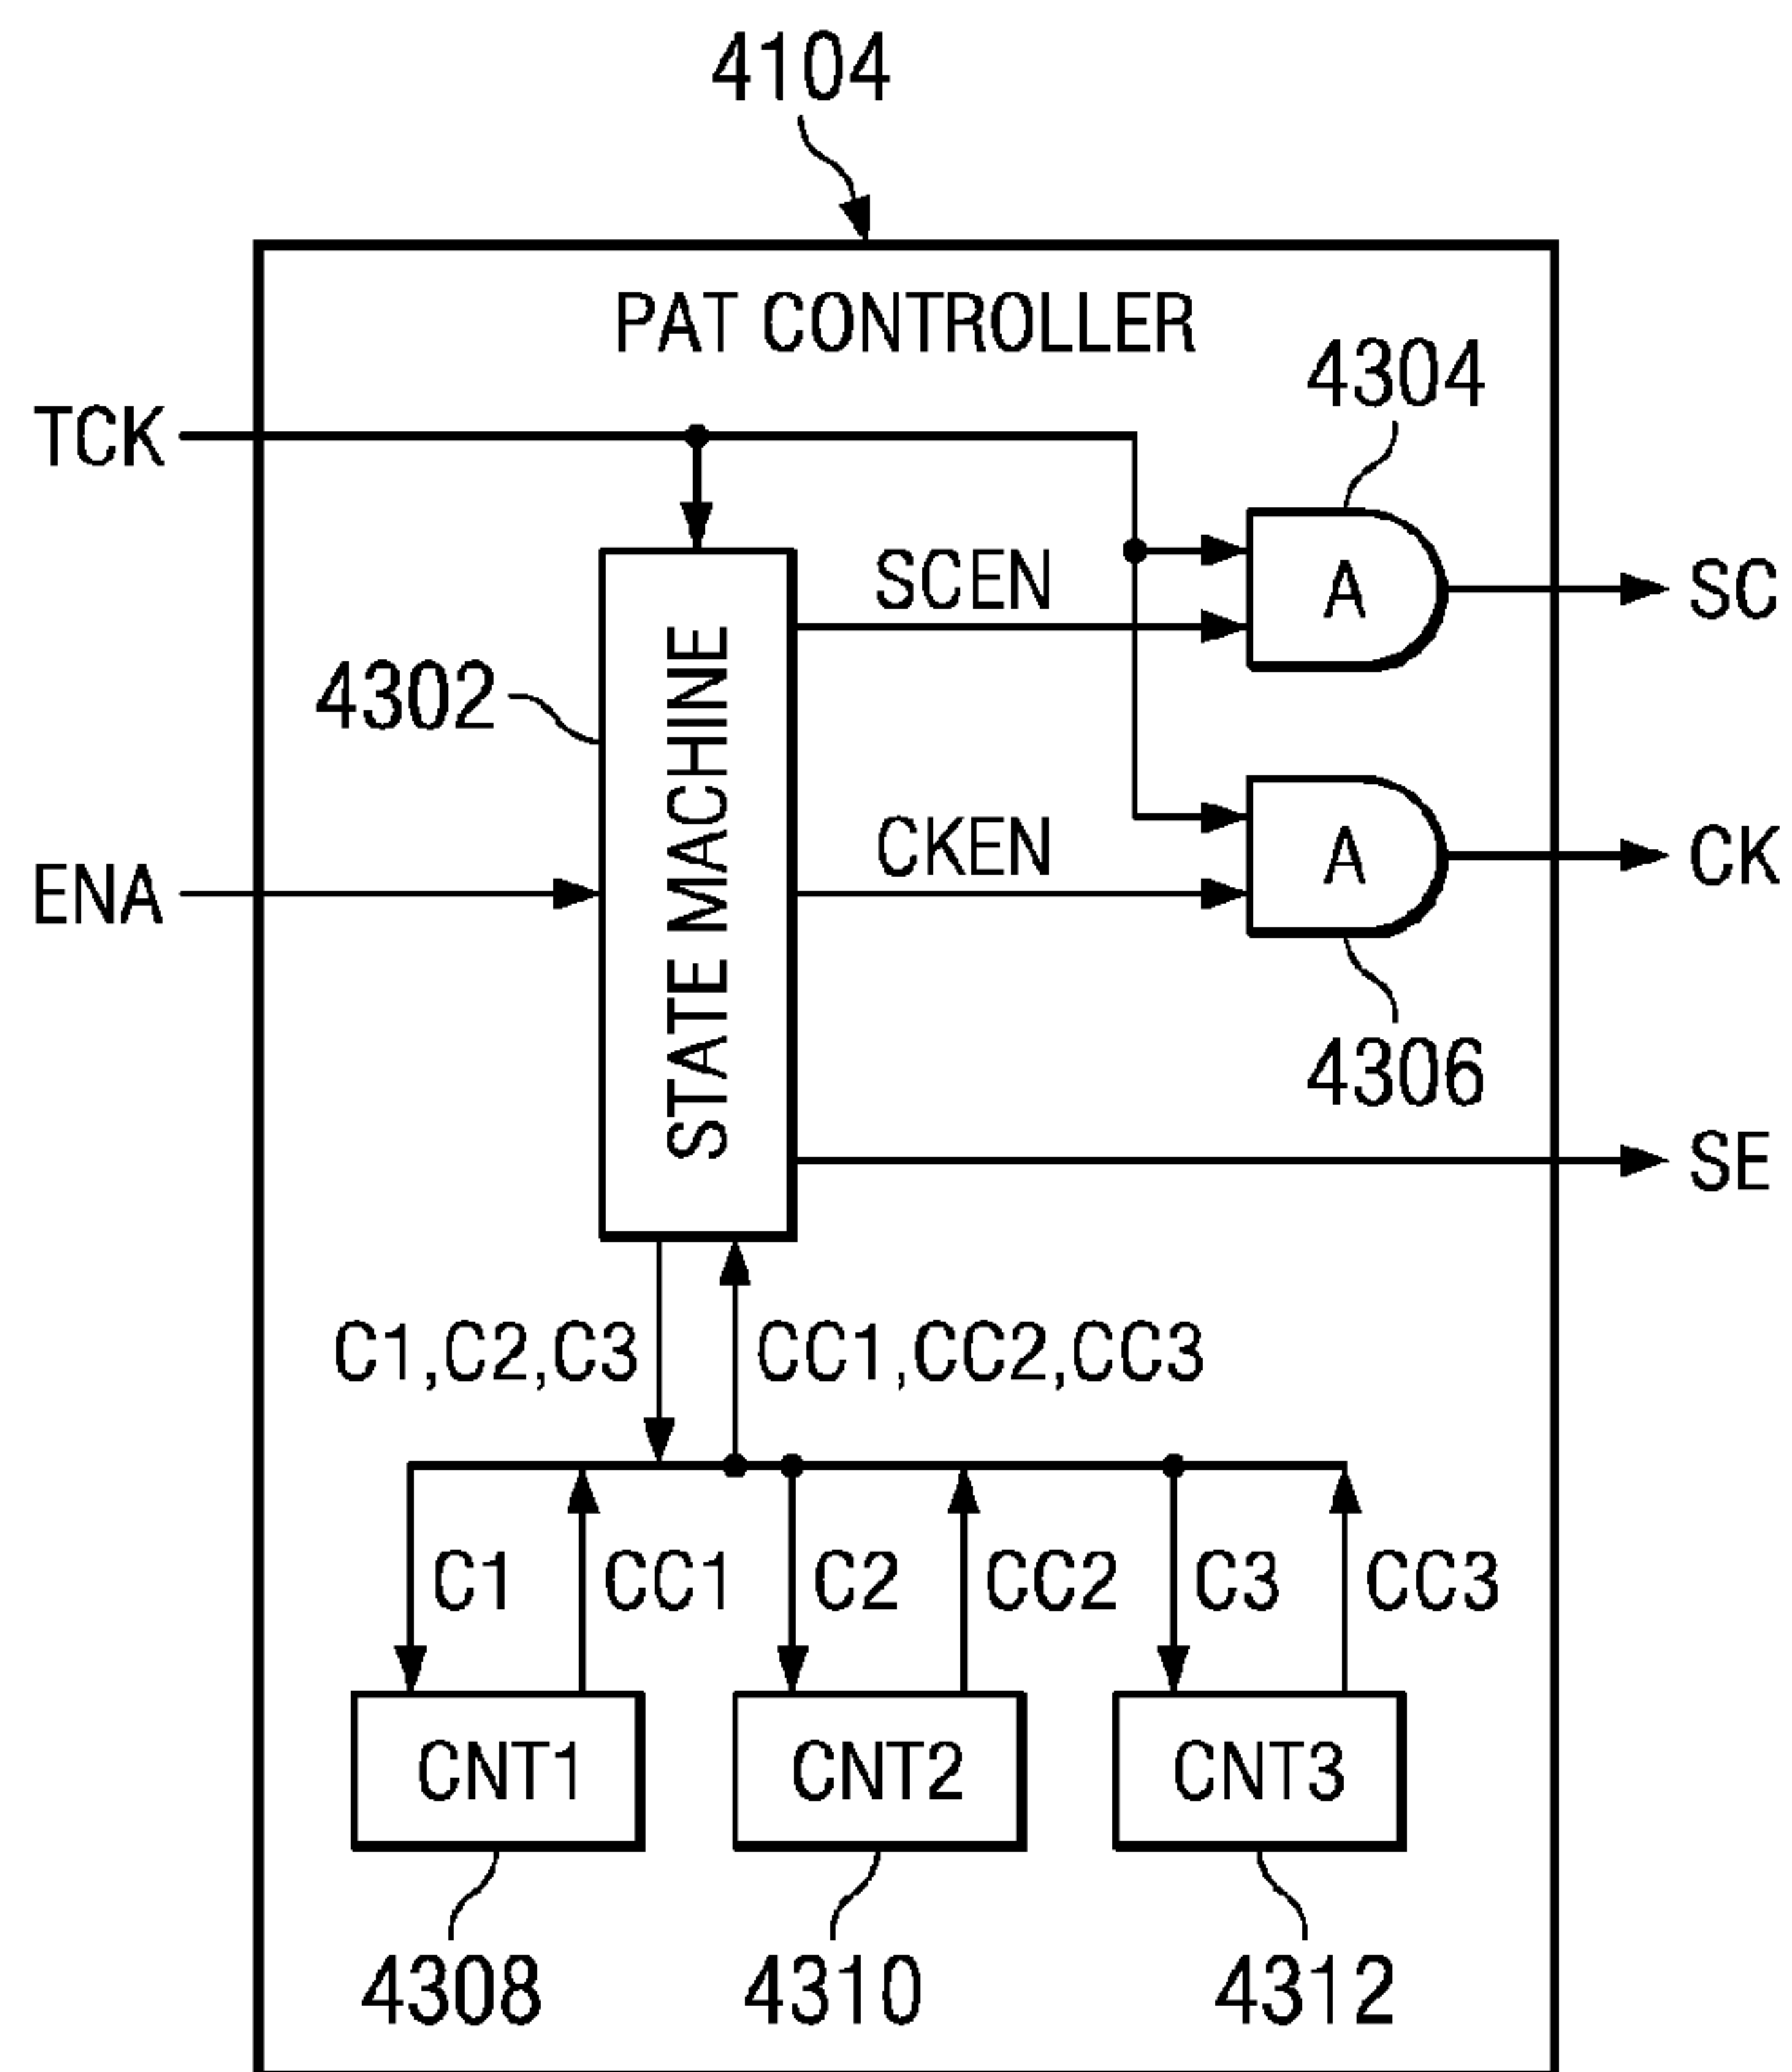 4104
PAT CONTROLLER
4304
TCK
SCEN
A
SC
4302
STATE MACHINE
CKEN
A
CK
ENA
4306
SE
C1,C2,C3
CC1,CC2,CC3
C1
CC1
C2
CC2
C3
CC3
CNT1
CNT2
CNT3
4308
4310
4312